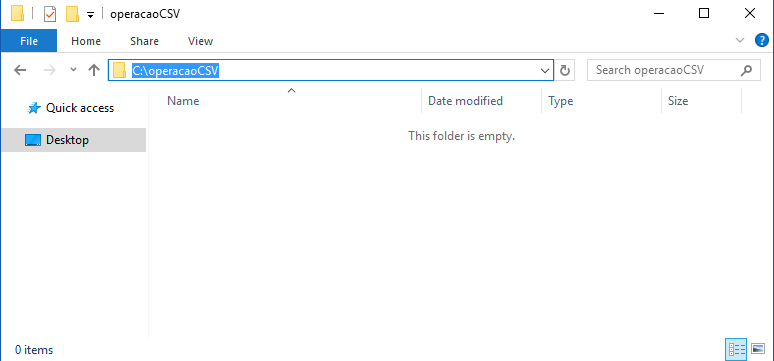 operacaoCSV
File Home Share View
C:\operacaoCSV Search operacaoCSV
Quick access
Desktop
Name Date modified Type Size
This folder is empty.
0 items